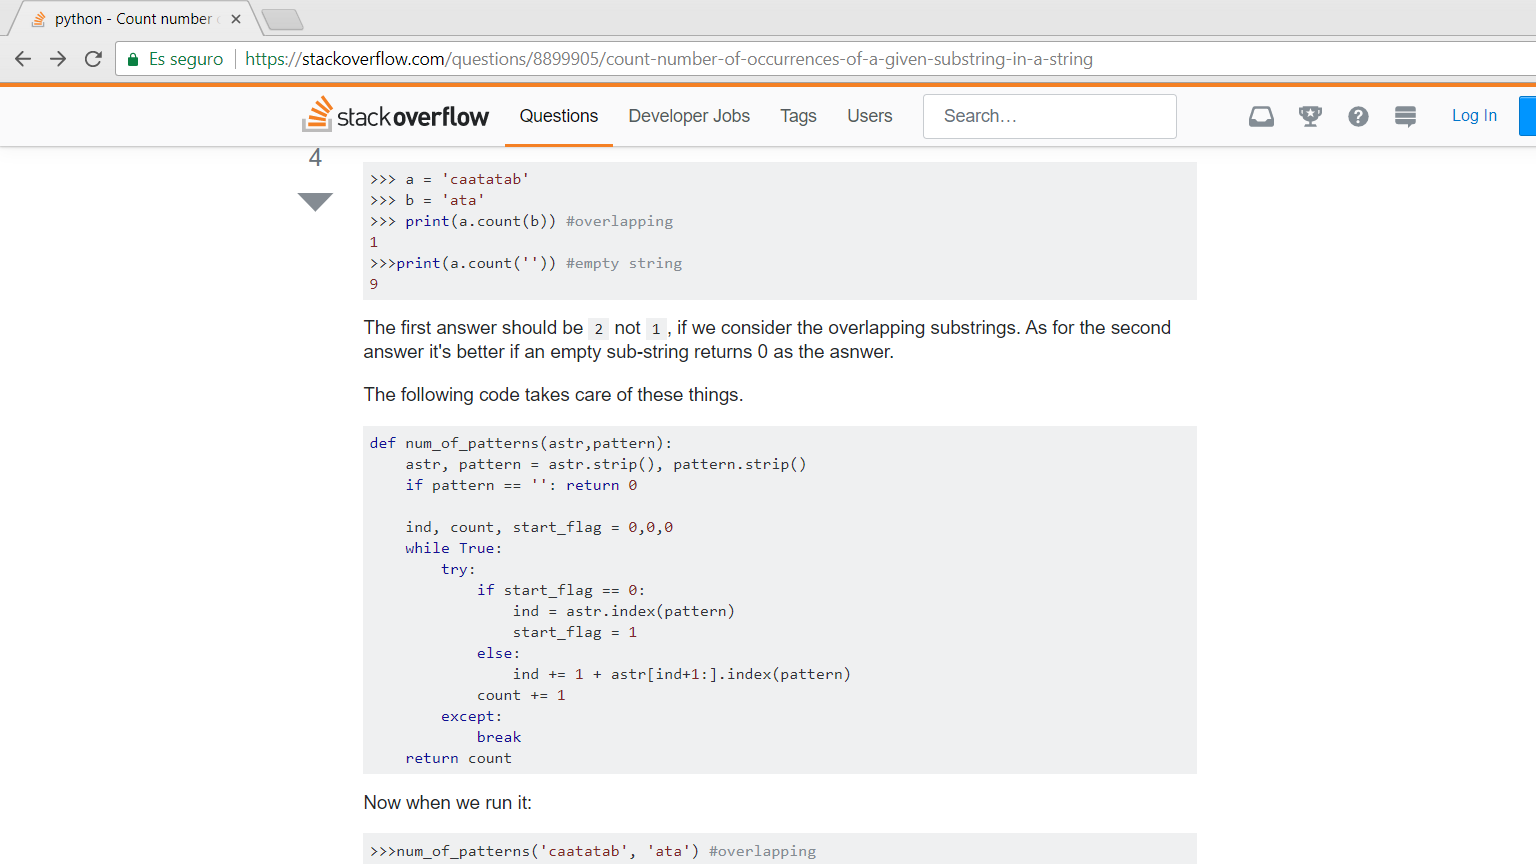 python - Count number
Es seguro
https://stackoverflow.com/questions/8899905/count-number-of-occurrences-of-a-given-substring-in-a-string
stackoverflow
Questions
Developer Jobs
Tags
Users
Search...
Log In
4
>>> a = 'caatatab'
>>> b = 'ata'
>>> print(a.count(b)) #overlapping
1
>>>print(a.count('')) #empty string
9
The first answer should be 2 not 1, if we consider the overlapping substrings. As for the second
answer it's better if an empty sub-string returns 0 as the asnwer.
The following code takes care of these things.
def num_of_patterns(astr,pattern):
    astr, pattern = astr.strip(), pattern.strip()
    if pattern == '': return 0
    ind, count, start_flag = 0,0,0
    while True:
        try:
            if start_flag == 0:
                ind = astr.index(pattern)
                start_flag = 1
            else:
                ind += 1 + astr[ind+1:].index(pattern)
            count += 1
        except:
            break
    return count
Now when we run it:
>>>num_of_patterns('caatatab', 'ata') #overlapping